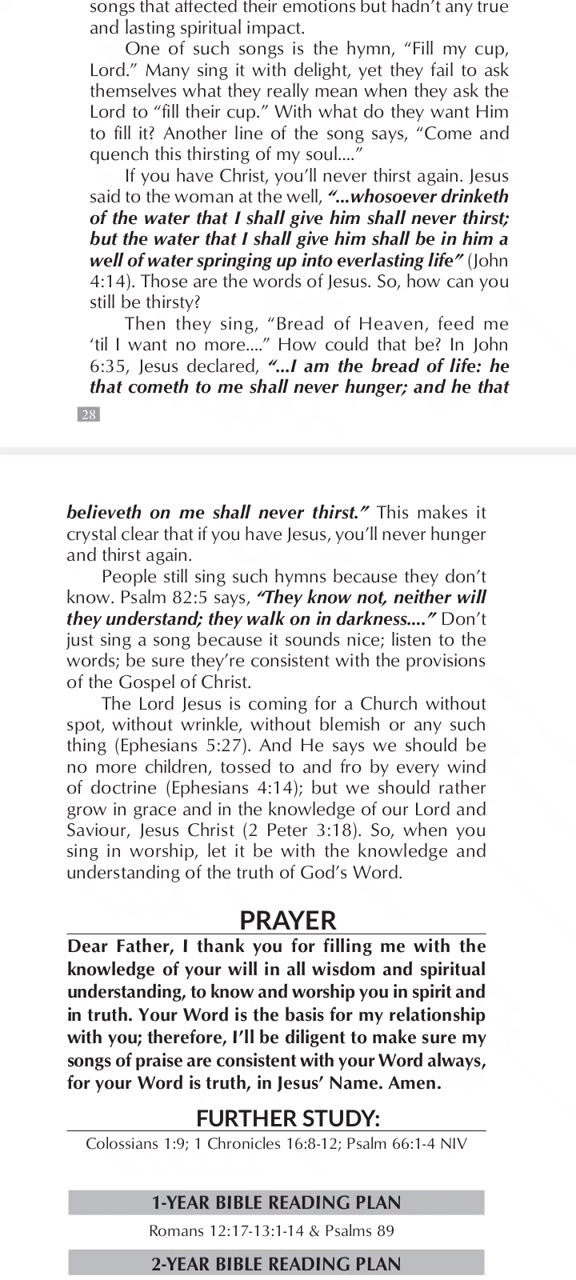 songs that affected their emotions but hadn't any true
and lasting spiritual impact.
One of such songs is the hymn, "Fill my cup,
Lord." Many sing it with delight, yet they fail to ask
themselves what they really mean when they ask the
Lord to "fill their cup." With what do they want Him
to fill it? Another line of the song says, "Come and
quench this thirsting of my soul...."
If you have Christ, you'll never thirst again. Jesus
said to the woman at the well, "...whosoever drinketh
of the water that I shall give him shall never thirst;
but the water that I shall give him shall be in him a
well of water springing up into everlasting life" (John
4:14). Those are the words of Jesus. So, how can you
still be thirsty?
Then they sing, "Bread of Heaven, feed me
'til I want no more...." How could that be? In John
6:35, Jesus declared, "...I am the bread of life: he
that cometh to me shall never hunger; and he that
28
believeth on me shall never thirst." This makes it
crystal clear that if you have Jesus, you'll never hunger
and thirst again.
People still sing such hymns because they don't
know. Psalm 82:5 says, "They know not, neither will
they understand; they walk on in darkness...." Don't
just sing a song because it sounds nice; listen to the
words; be sure they're consistent with the provisions
of the Gospel of Christ.
The Lord Jesus is coming for a Church without
spot, without wrinkle, without blemish or any such
thing (Ephesians 5:27). And He says we should be
no more children, tossed to and fro by every wind
of doctrine (Ephesians 4:14); but we should rather
grow in grace and in the knowledge of our Lord and
Saviour, Jesus Christ (2 Peter 3:18). So, when you
sing in worship, let it be with the knowledge and
understanding of the truth of God's Word.
PRAYER
Dear Father, I thank you for filling me with the
knowledge of your will in all wisdom and spiritual
understanding, to know and worship you in spirit and
in truth. Your Word is the basis for my relationship
with you; therefore, I'll be diligent to make sure my
songs of praise are consistent with your Word always,
for your Word is truth, in Jesus' Name. Amen.
FURTHER STUDY:
Colossians 1:9; 1 Chronicles 16:8-12; Psalm 66:1-4 NIV
1-YEAR BIBLE READING PLAN
Romans 12:17-13:1-14 & Psalms 89
2-YEAR BIBLE READING PLAN